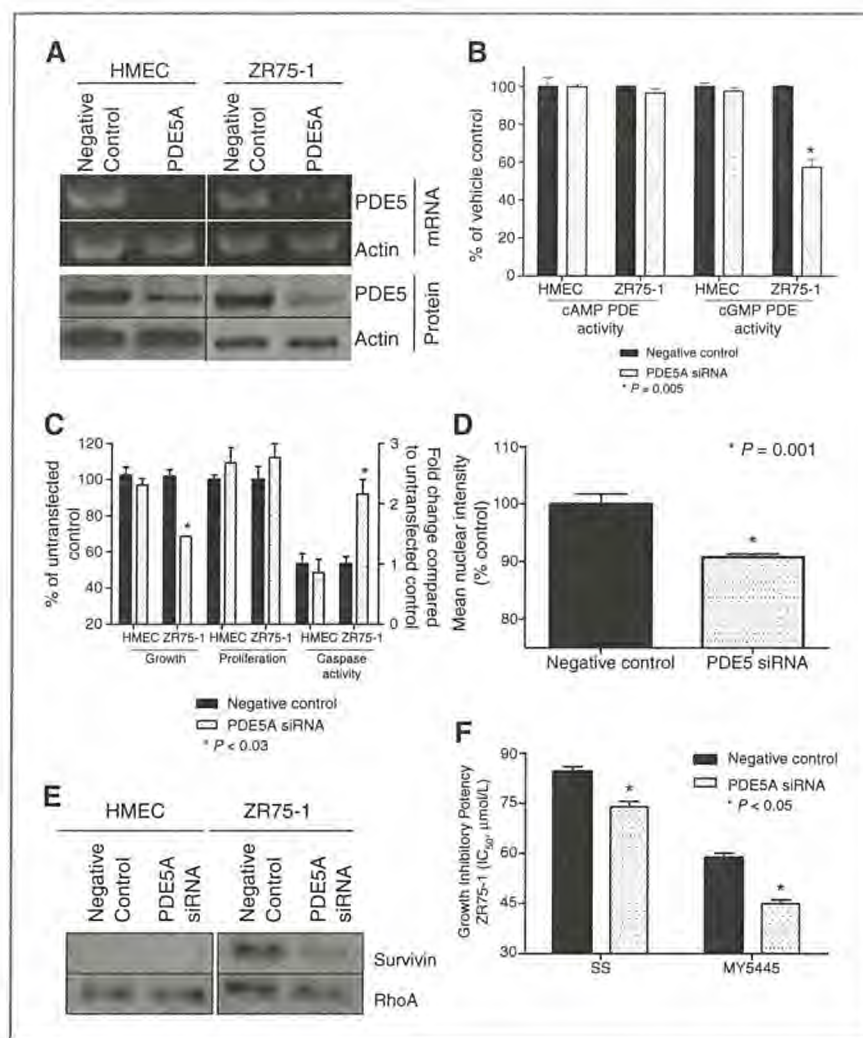 A
HMEC
ZR75-1
Negative Control
PDE5A
Negative Control
PDE5A
PDE5
Actin
mRNA
PDE5
Actin
Protein
B
% of vehicle control
100
80
60
40
20
0
*
HMEC
ZR75-1
HMEC
ZR75-1
cAMP PDE activity
cGMP PDE activity
Negative control
PDE5A siRNA
* P = 0.005
C
% of untransfected control
120
100
80
60
40
20
*
*
3
2
1
0
Fold change compared to untransfected control
HMEC ZR75-1
HMEC ZR75-1
HMEC ZR75-1
Growth
Proliferation
Caspase activity
Negative control
PDE5A siRNA
* P < 0.03
D
Mean nuclear intensity (% control)
110
100
90
80
* P = 0.001
*
Negative control
PDE5 siRNA
E
HMEC
ZR75-1
Negative Control
PDE5A siRNA
Negative Control
PDE5A siRNA
Survivin
RhoA
F
Growth Inhibilory Potency
ZR75-1 (IC50, μmol/L)
90
75
60
45
30
*
*
Negative control
PDE5A siRNA
* P < 0.05
SS
MY5445